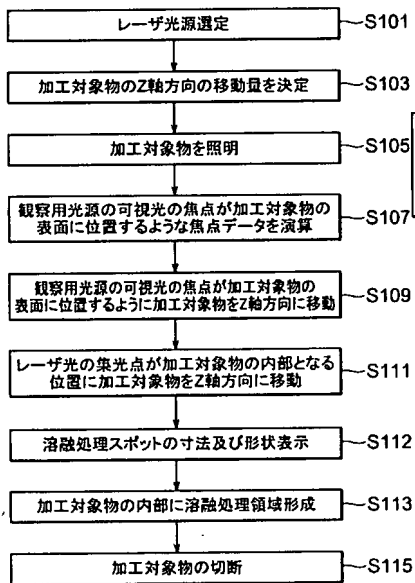 レーザ光源選定
S101
加工対象物のZ軸方向の移動量を決定
S103
加工対象物を照明
S105
観察用光源の可視光の焦点が加工対象物の
表面に位置するような焦点データを演算
S107
観察用光源の可視光の焦点が加工対象物の
表面に位置するように加工対象物をZ軸方向に移動
S109
レーザ光の集光点が加工対象物の内部となる
位置に加工対象物をZ軸方向に移動
S111
溶融処理スポットの寸法及び形状表示
S112
加工対象物の内部に溶融処理領域形成
S113
加工対象物の切断
S115